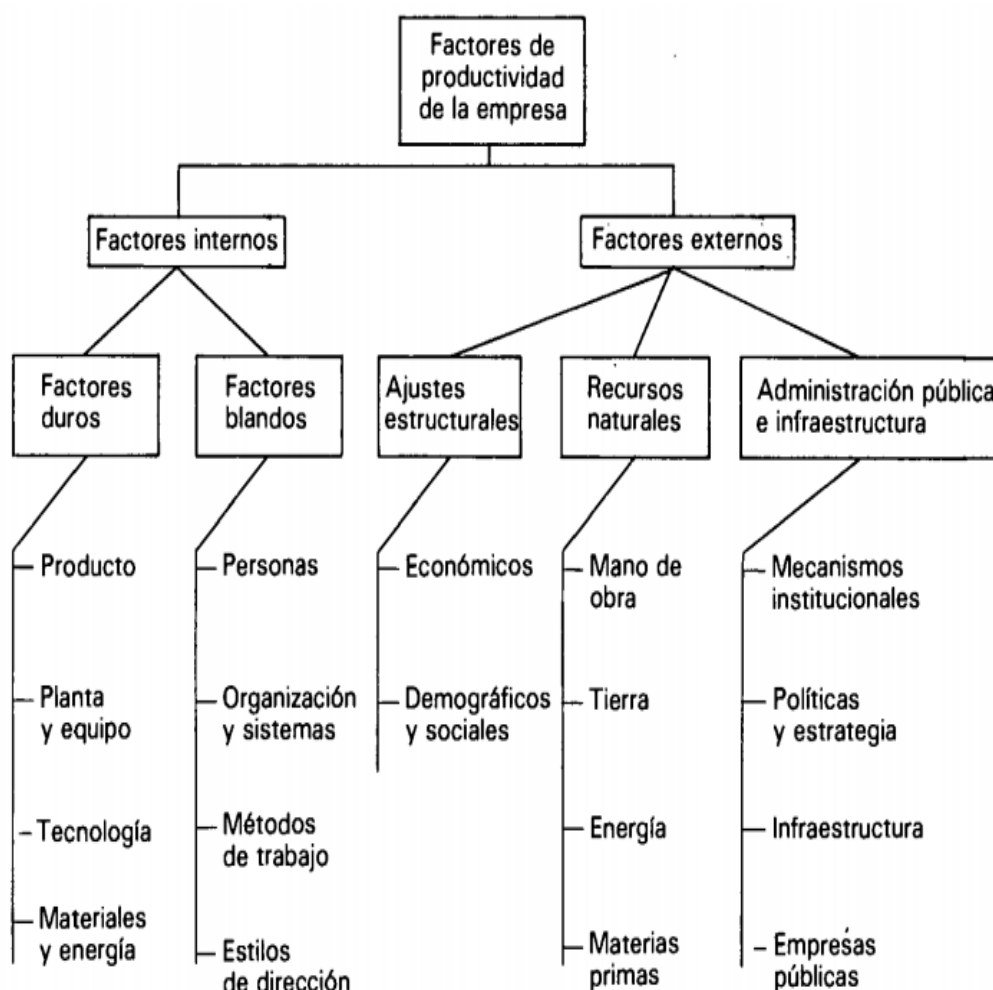 Factores de
productividad
de la empresa
Factores internos
Factores externos
Factores
duros
Factores
blandos
Ajustes
estructurales
Recursos
naturales
Administración pública
e infraestructura
Producto
Planta
y equipo
Tecnología
Materiales
y energía
Personas
Organización
y sistemas
Métodos
de trabajo
Estilos
de dirección
Económicos
Demográficos
y sociales
Mano de
obra
Tierra
Energía
Materias
primas
Mecanismos
institucionales
Políticas
y estrategia
Infraestructura
Empresas
públicas